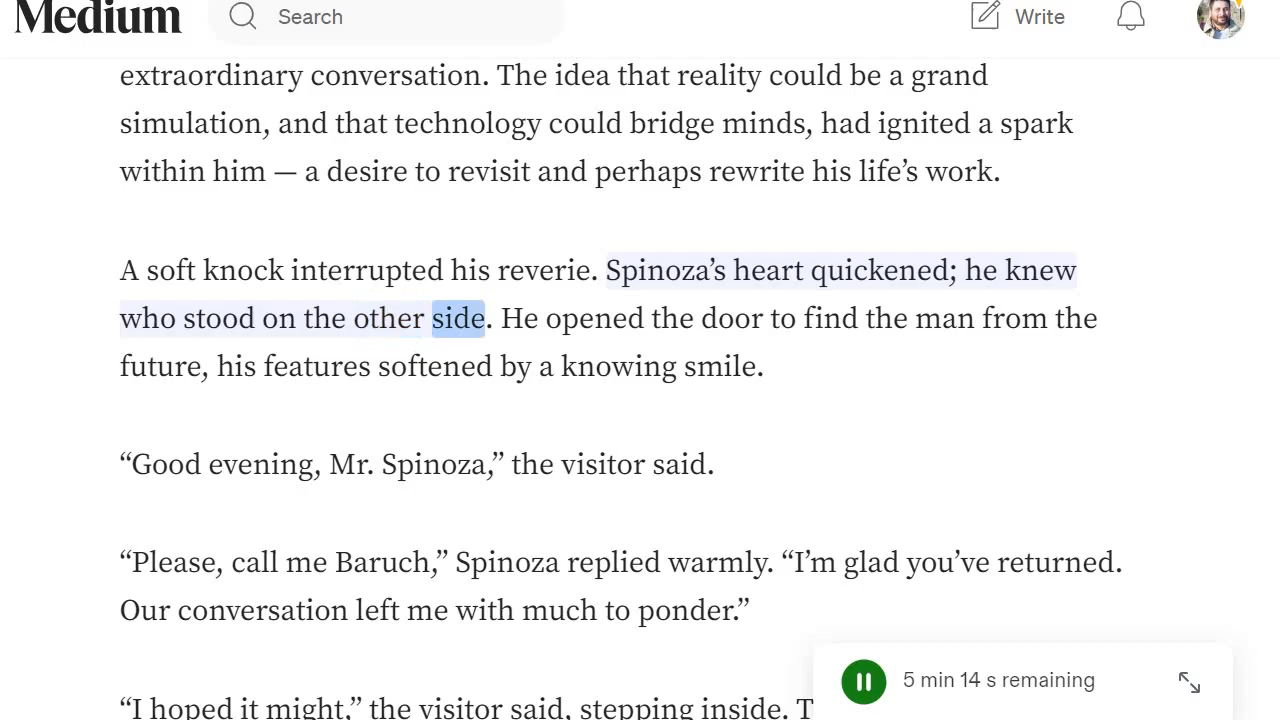 Medium
Search
Write
extraordinary conversation. The idea that reality could be a grand
simulation, and that technology could bridge minds, had ignited a spark
within him — a desire to revisit and perhaps rewrite his life’s work.
A soft knock interrupted his reverie. Spinoza’s heart quickened; he knew
who stood on the other side. He opened the door to find the man from the
future, his features softened by a knowing smile.
“Good evening, Mr. Spinoza,” the visitor said.
“Please, call me Baruch,” Spinoza replied warmly. “I’m glad you’ve returned.
Our conversation left me with much to ponder.”
“I hoped it might,” the visitor said, stepping inside. T
5 min 14 s remaining